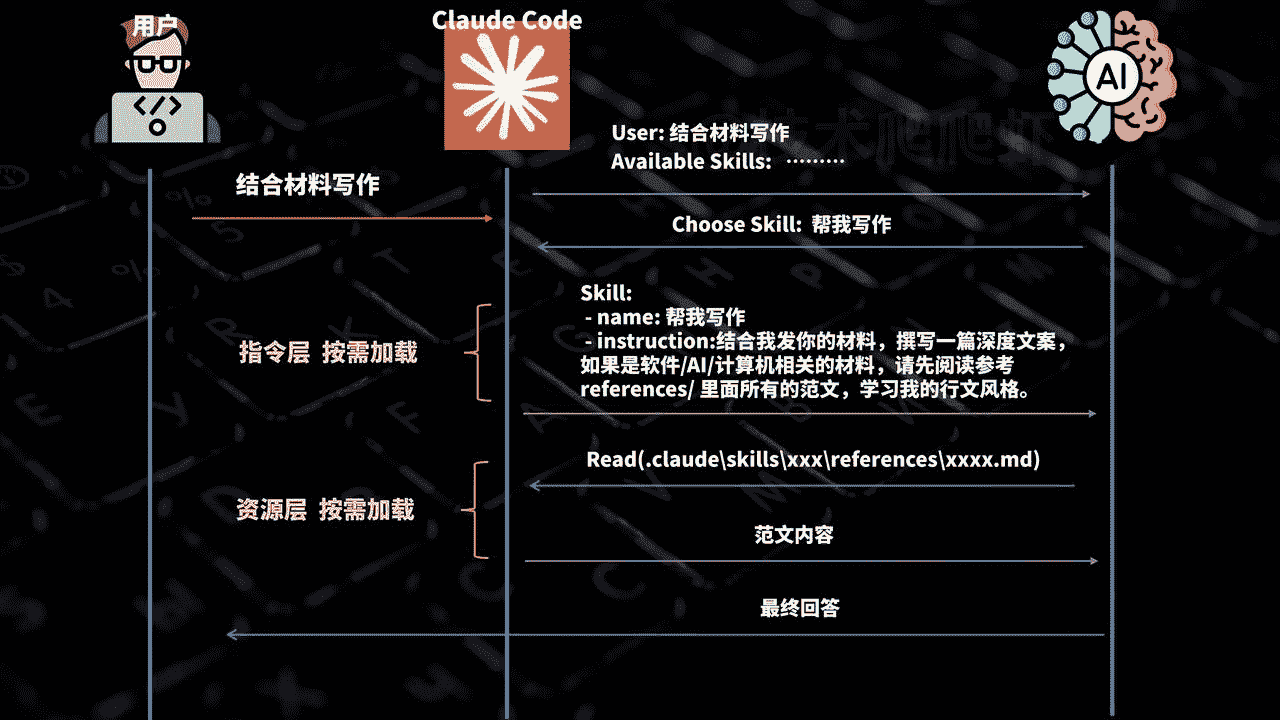 用户
Claude Code
AI
</>
User: 结合材料写作
Available Skills: ·········
结合材料写作
Choose Skill: 帮我写作
Skill:
- name: 帮我写作
- instruction:结合我发你的材料，撰写一篇深度文案，
如果是软件/AI/计算机相关的材料，请先阅读参考
references/ 里面所有的范文，学习我的行文风格。
指令层 按需加载
Read(.claude\skills\xxx\references\xxxx.md)
资源层 按需加载
范文内容
最终回答